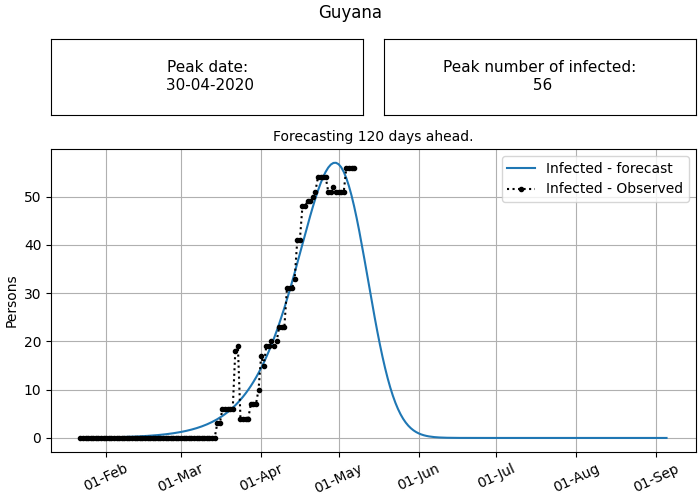 Guyana
Peak date:
30-04-2020
Peak number of infected:
56
Forecasting 120 days ahead.
Infected - forecast
Infected - Observed
Persons
50
40
30
20
10
0
01-Feb
01-Mar
01-Apr
01-May
01-Jun
01-Jul
01-Aug
01-Sep